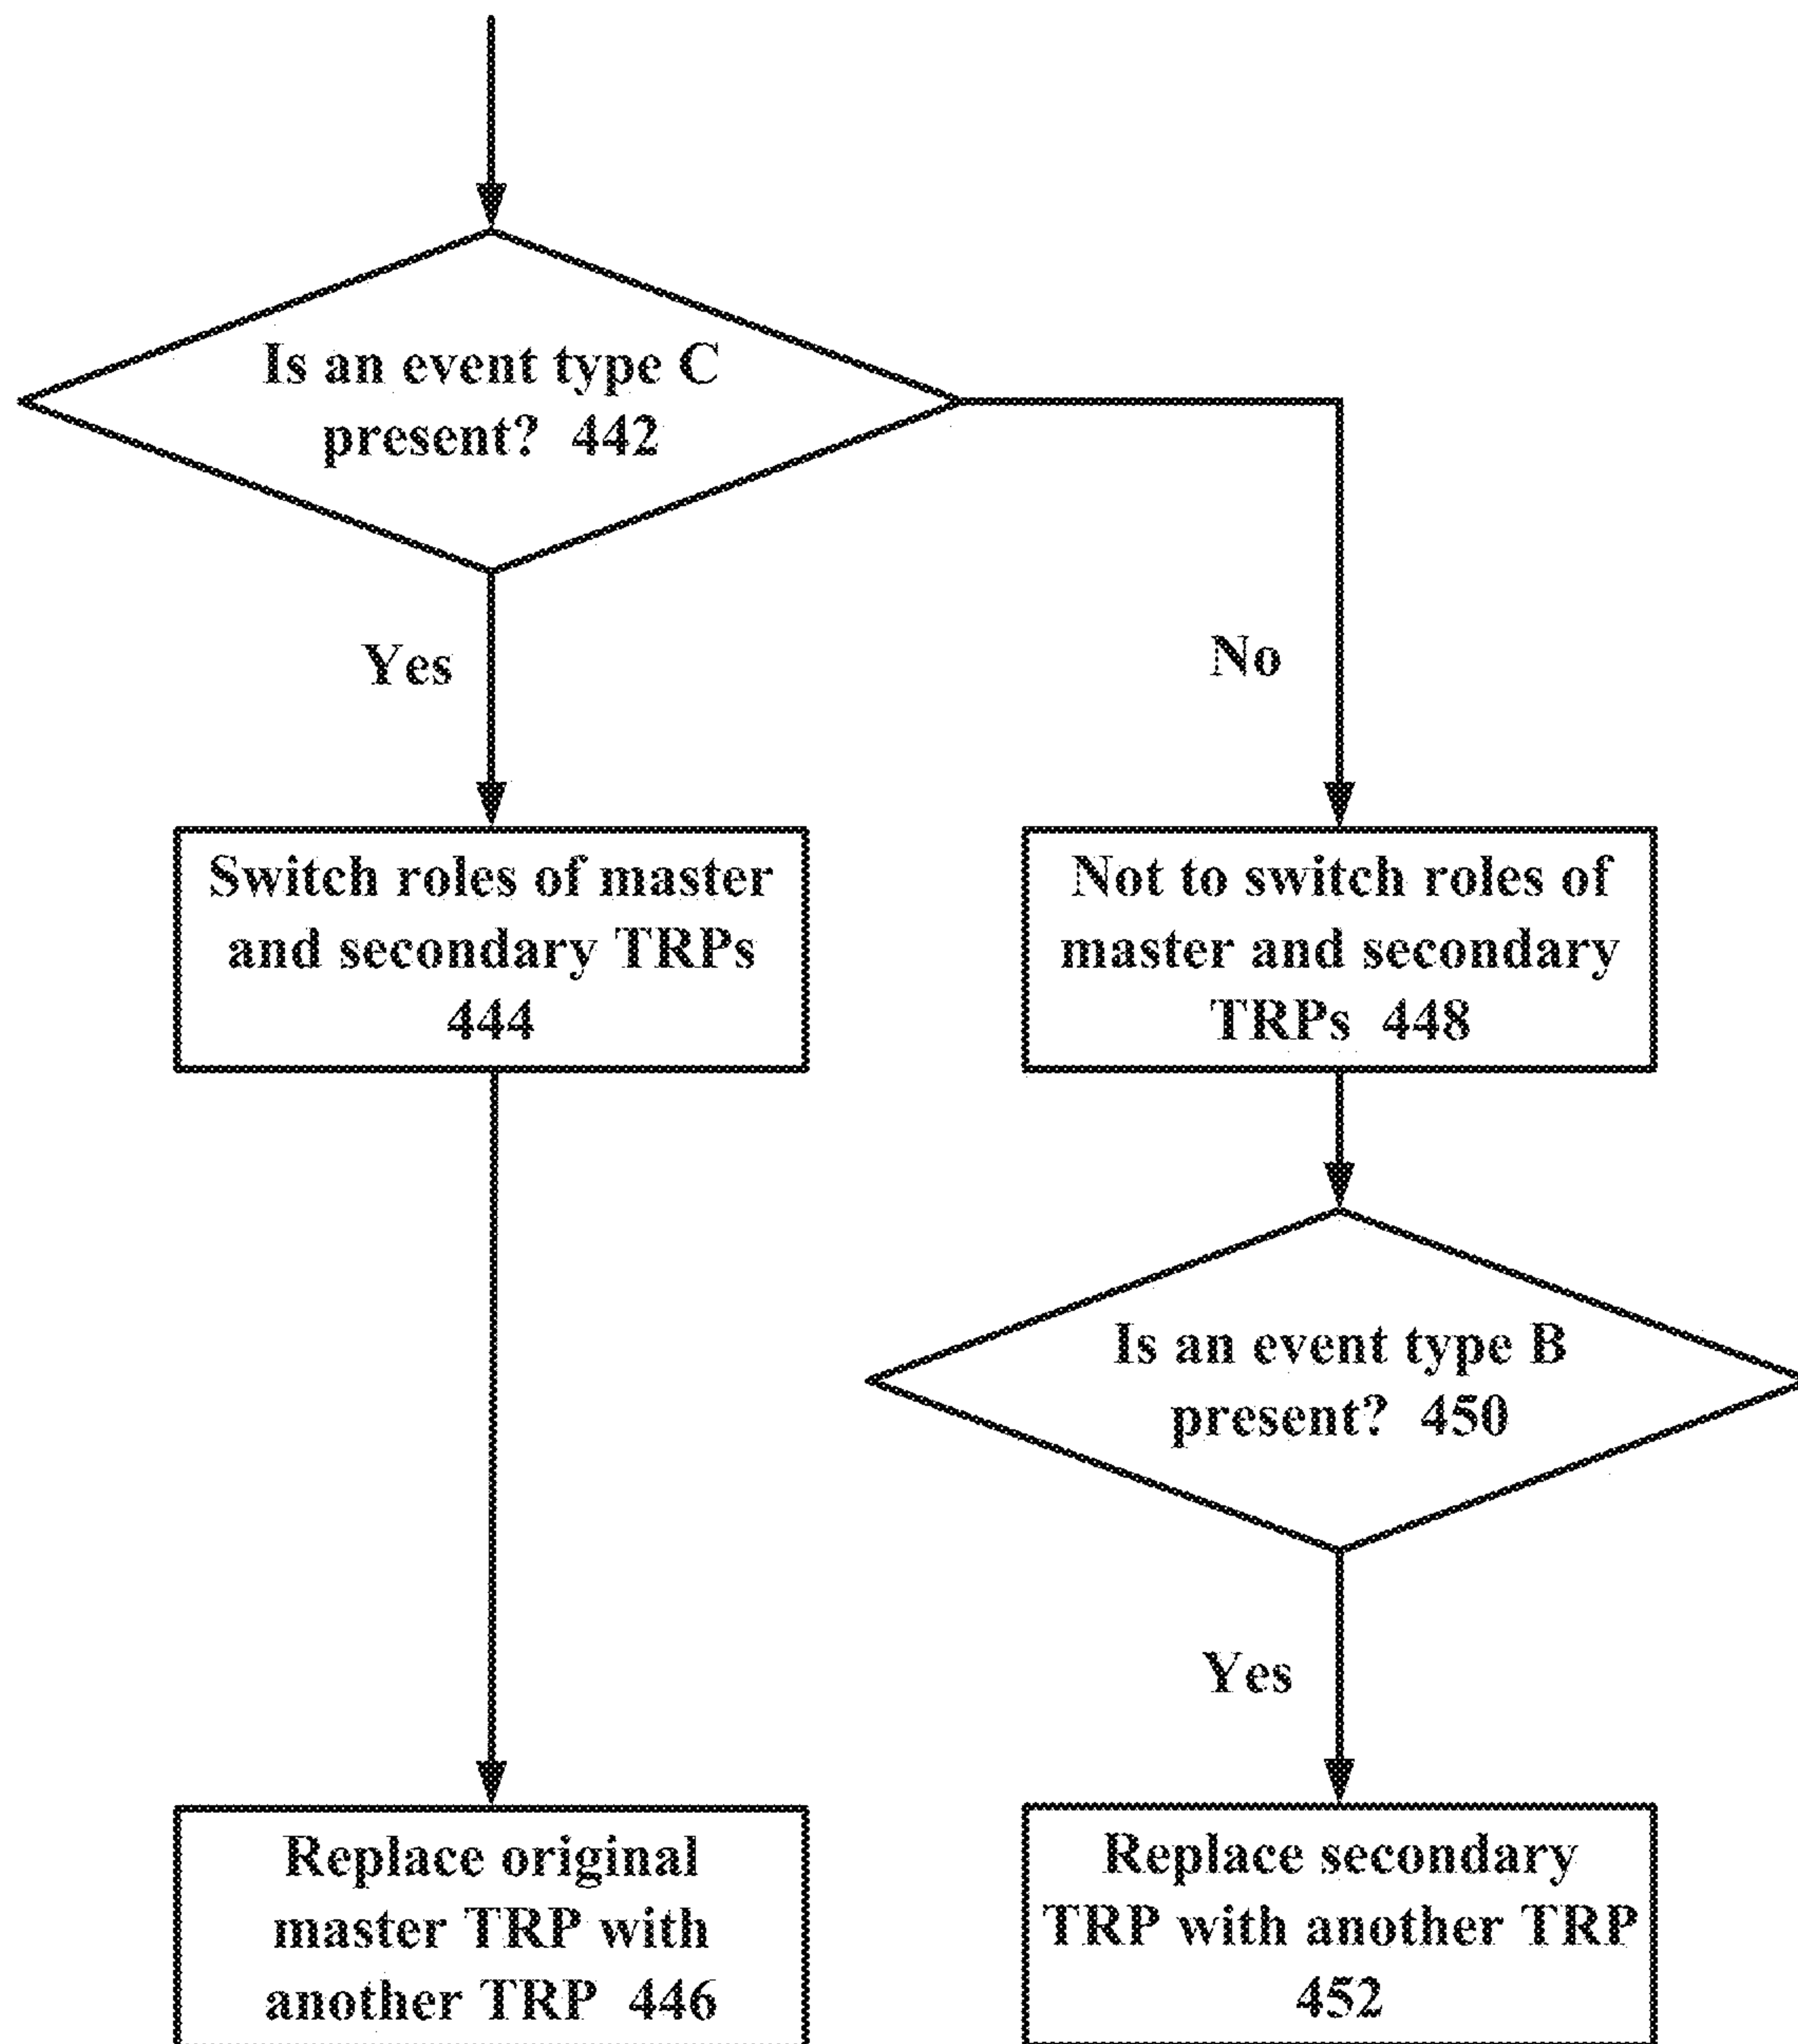 Is an event type C
present? 442
Yes
No
Switch roles of master
and secondary TRPs
444
Not to switch roles of
master and secondary
TRPs 448
Is an event type B
present? 450
Yes
Replace original
master TRP with
another TRP 446
Replace secondary
TRP with another TRP
452